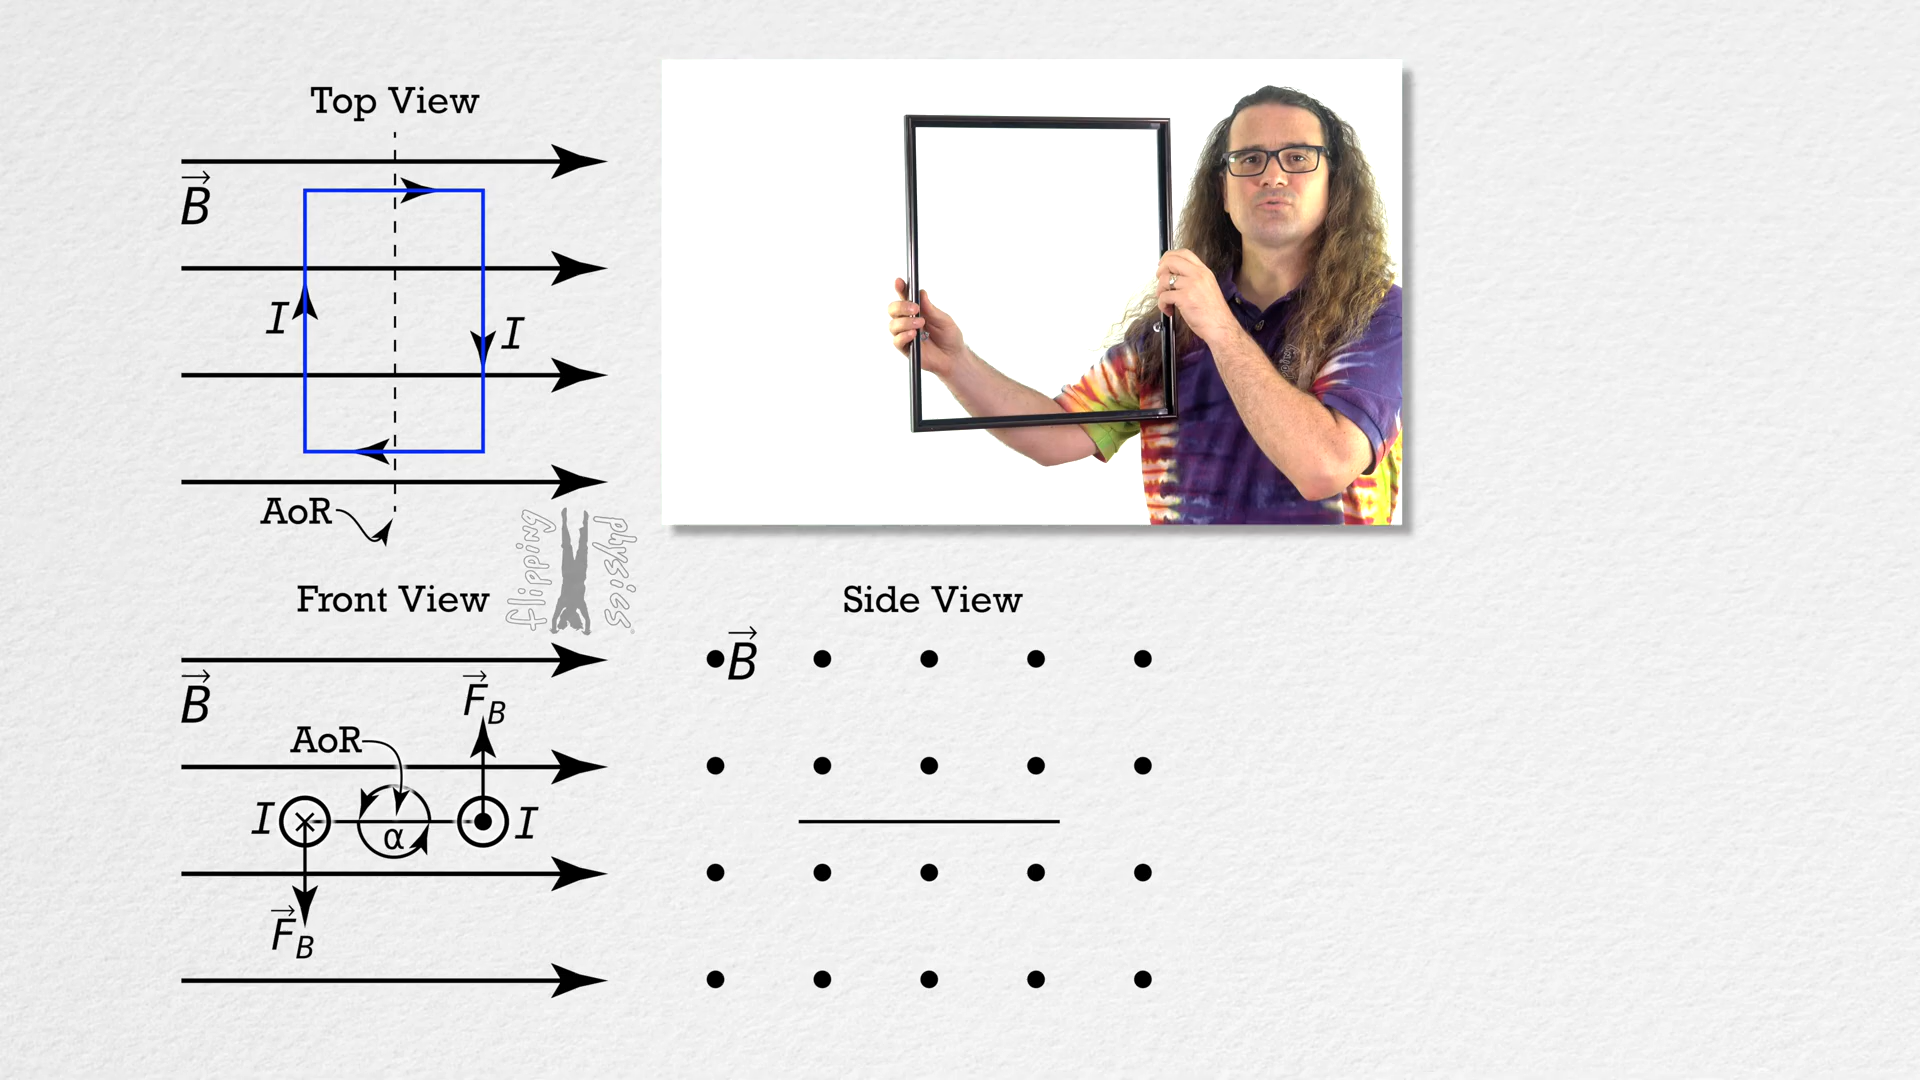 Top View
B
I
I
AoR
flipping physics
Front View
B
F_B
AoR
I
α
I
F_B
Side View
B